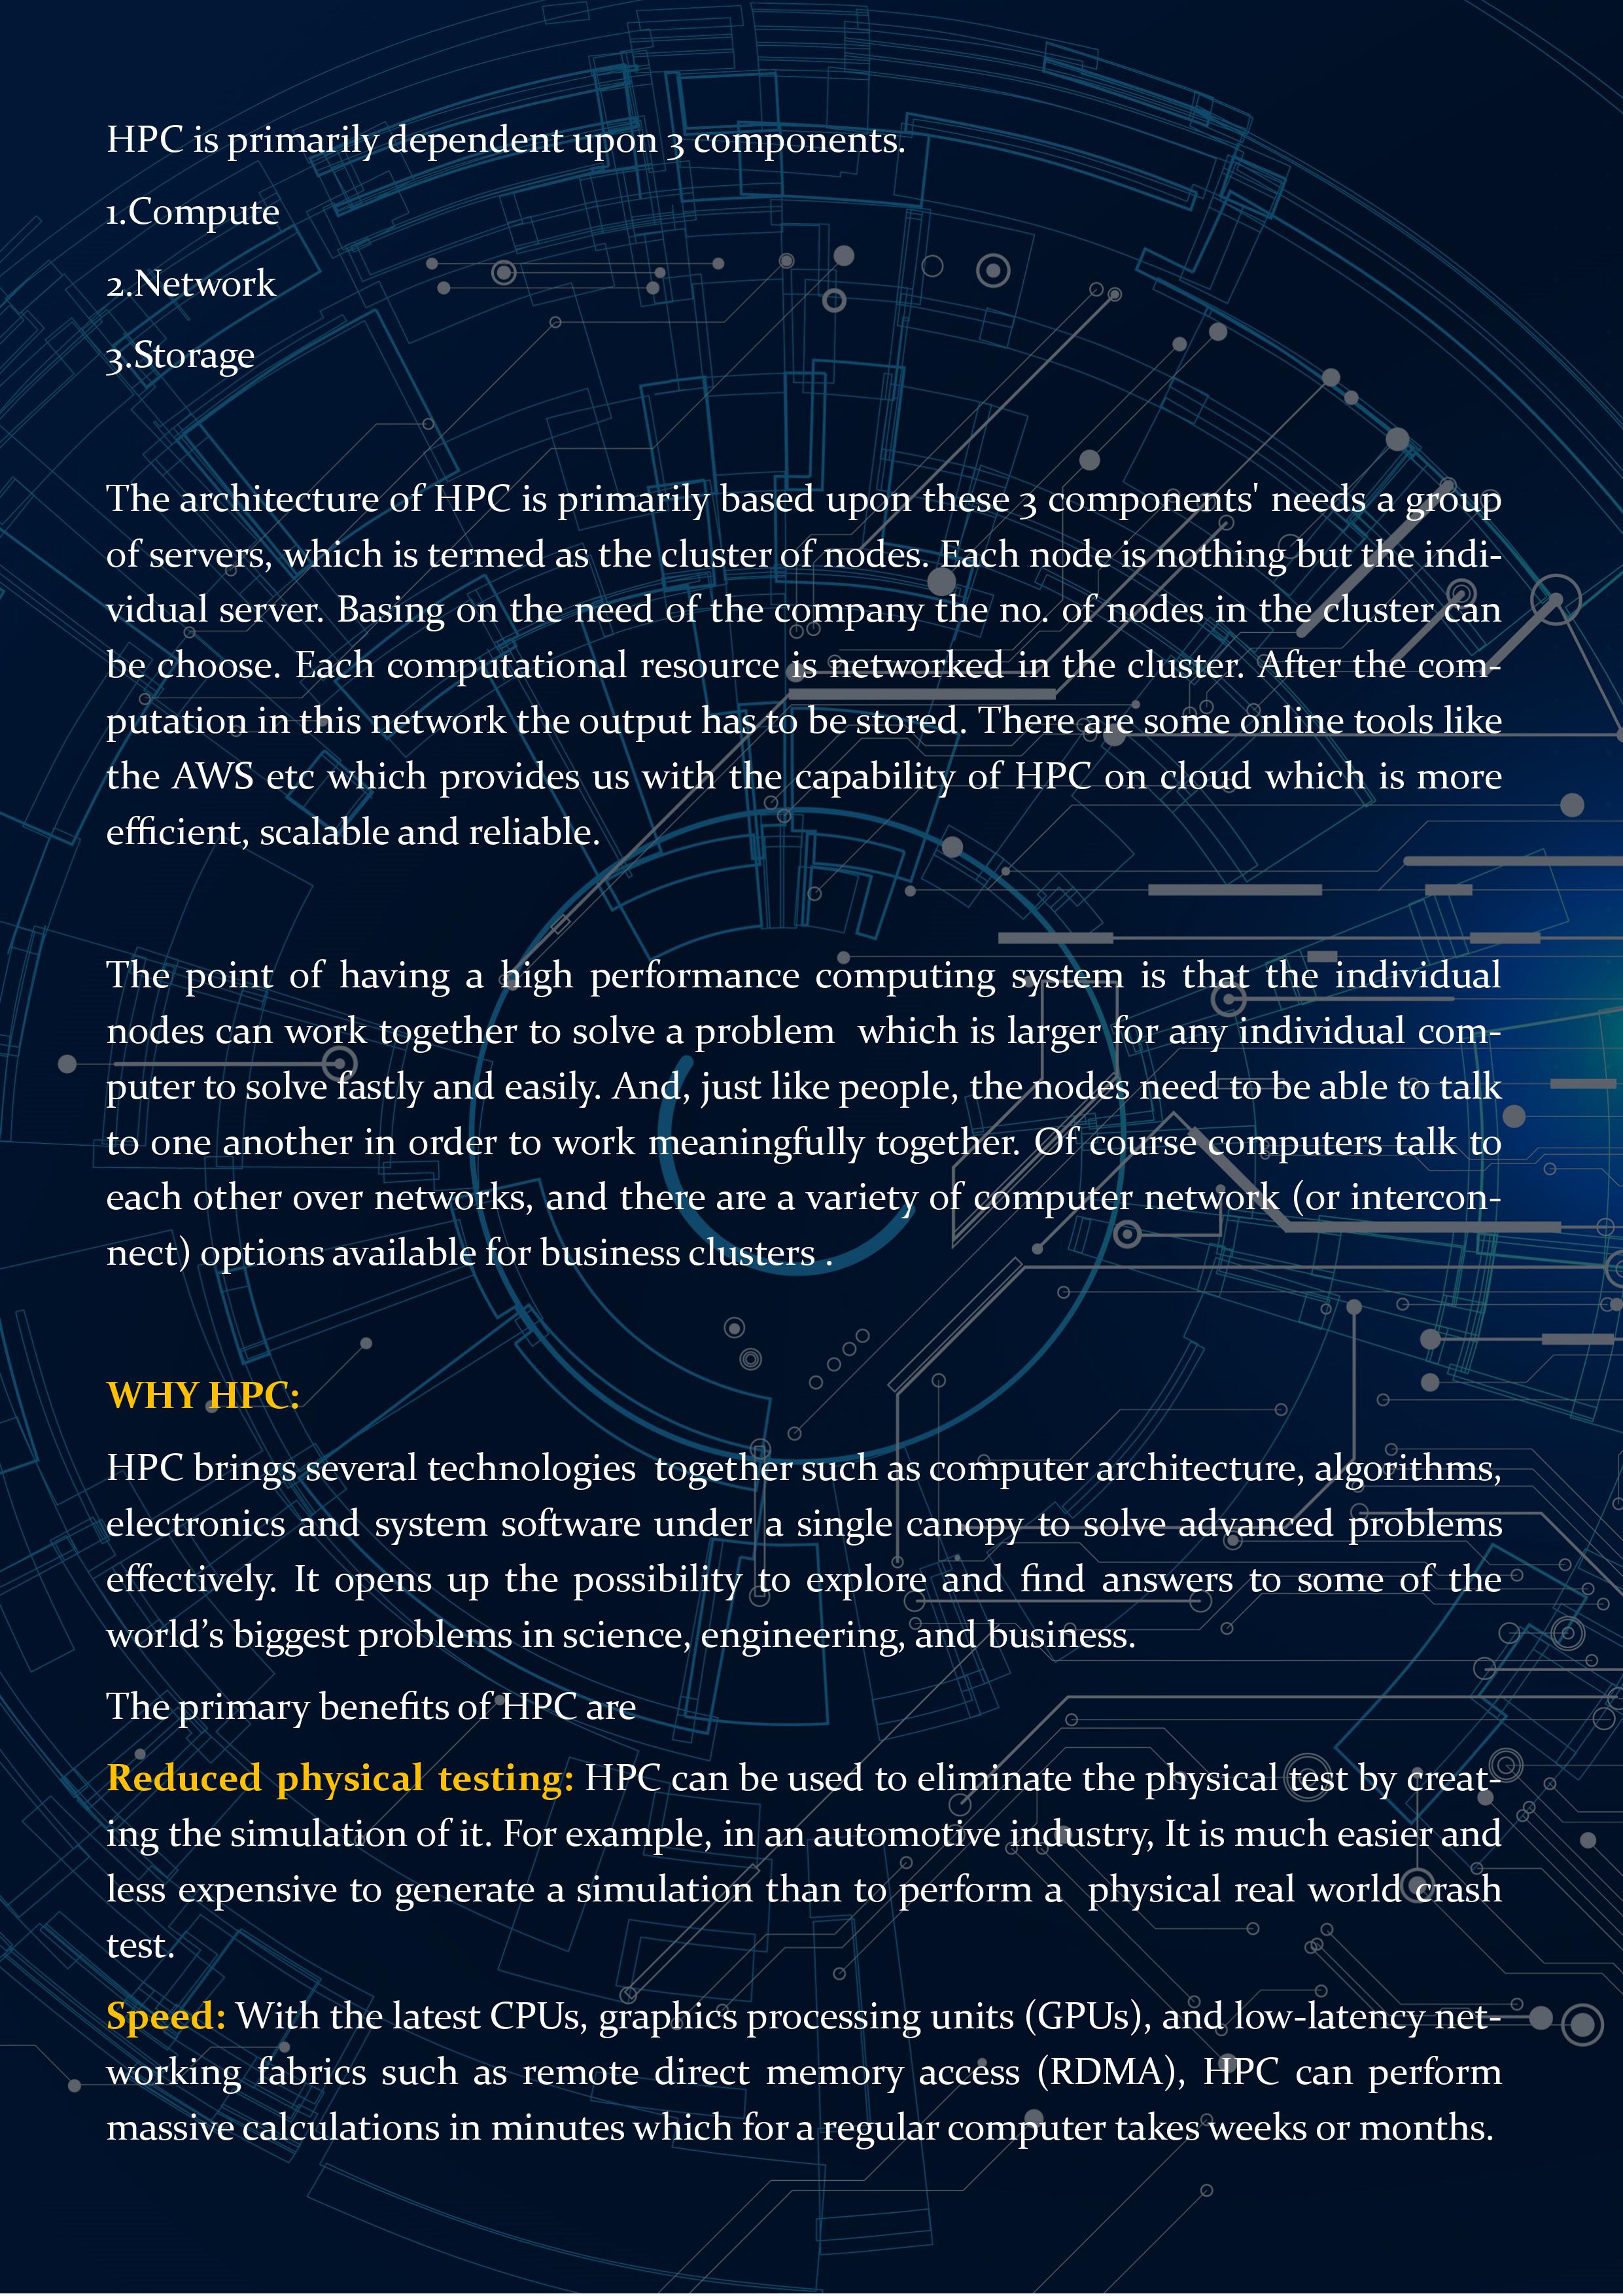 HPC is primarily dependent upon 3 components.
1.Compute
2.Network
3.Storage
The architecture of HPC is primarily based upon these 3 components' needs a group
of servers, which is termed as the cluster of nodes. Each node is nothing but the indi-
vidual server. Basing on the need of the company the no. of nodes in the cluster can
be choose. Each computational resource is networked in the cluster. After the com-
putation in this network the output has to be stored. There are some online tools like
the AWS etc which provides us with the capability of HPC on cloud which is more
efficient, scalable and reliable.
The point of having a high performance computing system is that the individual
nodes can work together to solve a problem  which is larger for any individual com-
puter to solve fastly and easily. And, just like people, the nodes need to be able to talk
to one another in order to work meaningfully together. Of course computers talk to
each other over networks, and there are a variety of computer network (or intercon-
nect) options available for business clusters .
WHY HPC:
HPC brings several technologies  together such as computer architecture, algorithms,
electronics and system software under a single canopy to solve advanced problems
effectively. It opens up the possibility to explore and find answers to some of the
world’s biggest problems in science, engineering, and business.
The primary benefits of HPC are
Reduced physical testing: HPC can be used to eliminate the physical test by creat-
ing the simulation of it. For example, in an automotive industry, It is much easier and
less expensive to generate a simulation than to perform a  physical real world crash
test.
Speed: With the latest CPUs, graphics processing units (GPUs), and low-latency net-
working fabrics such as remote direct memory access (RDMA), HPC can perform
massive calculations in minutes which for a regular computer takes weeks or months.